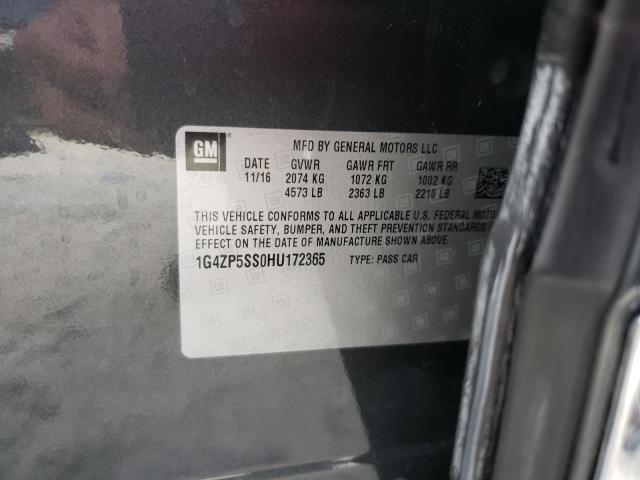 GM
MFD BY GENERAL MOTORS LLC
DATE GVWR GAWR FRT GAWR RR
11/16 2074 KG 1072 KG 1002 KG
4573 LB 2363 LB 2210 LB
THIS VEHICLE CONFORMS TO ALL APPLICABLE U.S. FEDERAL MOTOR
VEHICLE SAFETY, BUMPER, AND THEFT PREVENTION STANDARDS
EFFECT ON THE DATE OF MANUFACTURE SHOWN ABOVE.
1G4ZP5SS0HU172365 TYPE: PASS CAR